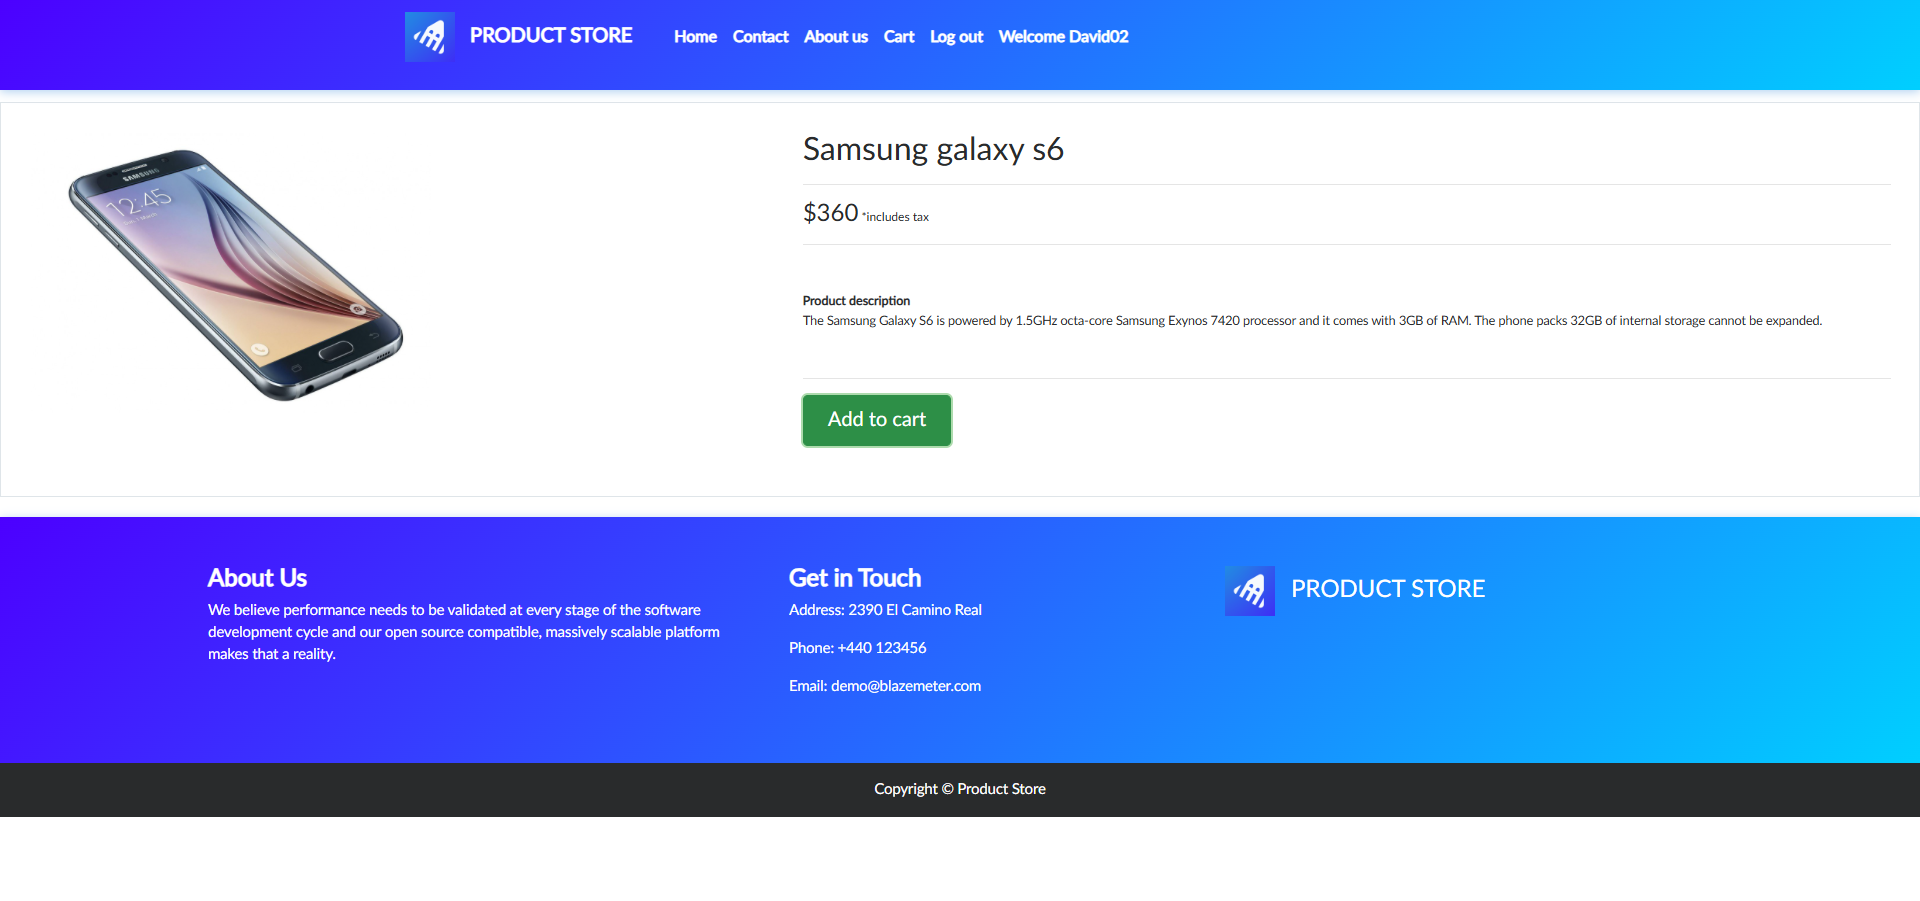 PRODUCT STORE Home Contact About us Cart Log out Welcome David02
SAMSUNG
12:45
Samsung galaxy s6
$360 *includes tax
Product description
The Samsung Galaxy S6 is powered by 1.5GHz octa-core Samsung Exynos 7420 processor and it comes with 3GB of RAM. The phone packs 32GB of internal storage cannot be expanded.
Add to cart
About Us
We believe performance needs to be validated at every stage of the software
development cycle and our open source compatible, massively scalable platform
makes that a reality.
Get in Touch
Address: 2390 El Camino Real
Phone: +440 123456
Email: demo@blazemeter.com
PRODUCT STORE
Copyright © Product Store